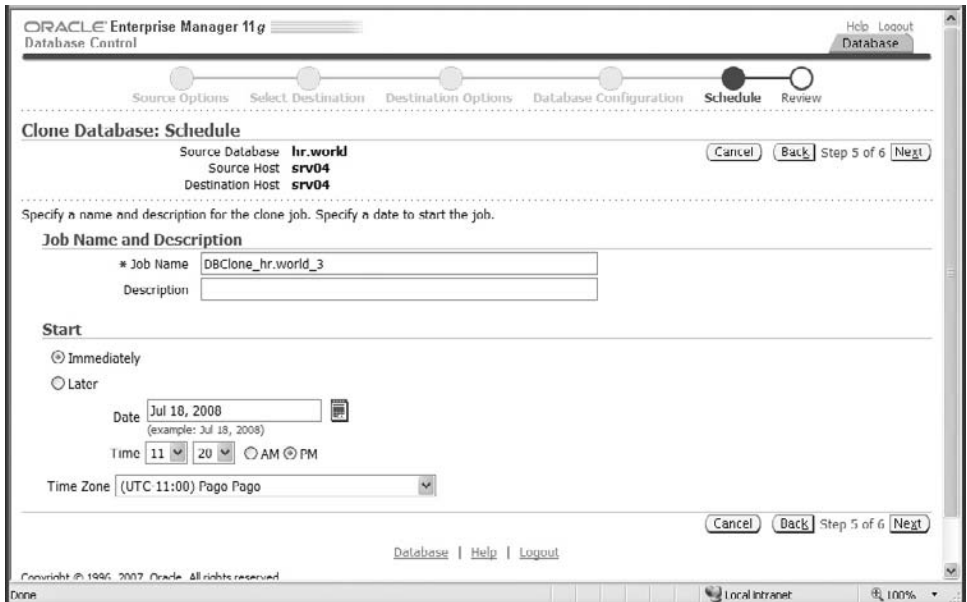 ORACLE Enterprise Manager 11g
Database Control
Help Logout
Database
Source Options Select Destination Destination Options Database Configuration Schedule Review
Clone Database: Schedule
Source Database hr.world
Source Host srv04
Destination Host srv04
Cancel Back Step 5 of 6 Next
Specify a name and description for the clone job. Specify a date to start the job.
Job Name and Description
* Job Name DBClone_hr.world_3
Description
Start
Immediately
Later
Date Jul 18, 2008
(example: Jul 18, 2008)
Time 11 20 AM PM
Time Zone (UTC-11:00) Pago Pago
Cancel Back Step 5 of 6 Next
Database | Help | Logout
Copyright © 1996, 2007, Oracle. All rights reserved.
Done Local intranet 100%